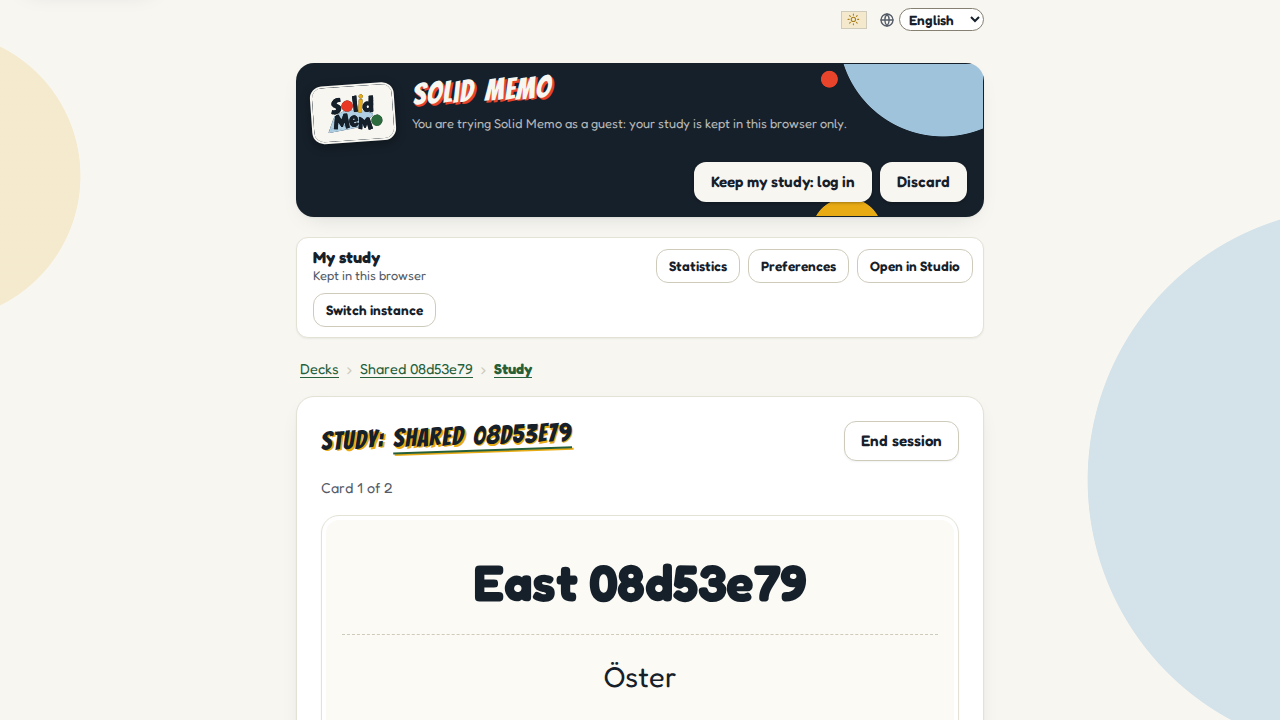 English
Solid Memo
SOLID MEMO
You are trying Solid Memo as a guest: your study is kept in this browser only.
Keep my study: log in
Discard
My study
Kept in this browser
Statistics
Preferences
Open in Studio
Switch instance
Decks › Shared 08d53e79 › Study
STUDY: SHARED 08D53E79
End session
Card 1 of 2
East 08d53e79
Öster